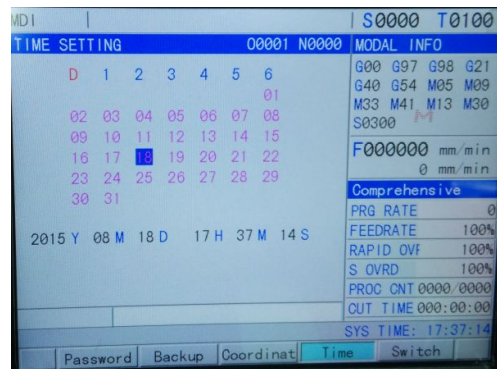 MDI
S0000 T0100
TIME SETTING O0001 N0000
MODAL INFO
D 1 2 3 4 5 6
01
02 03 04 05 06 07 08
09 10 11 12 13 14 15
16 17 18 19 20 21 22
23 24 25 26 27 28 29
30 31
2015 Y 08 M 18 D 17 H 37 M 14 S
G00 G97 G98 G21
G40 G54 M05 M09
M33 M41 M13 M30
S0300
M
F000000 mm/min
0 mm/min
Comprehensive
PRG RATE 0
FEEDRATE 100%
RAPID OVF 100%
S OVRD 100%
PROC CNT 0000/0000
CUT TIME 000:00:00
SYS TIME: 17:37:14
Password Backup Coordinat Time Switch